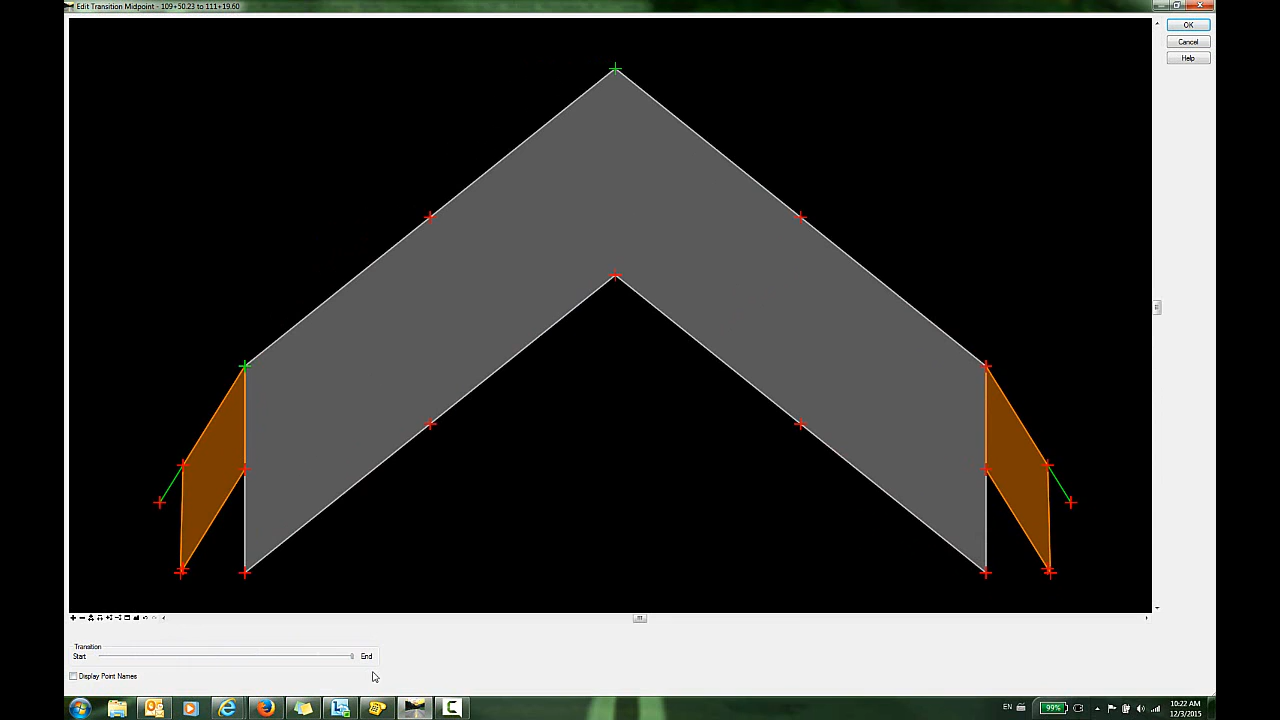 Edit Transition Midpoint - 109+50.23 to 111+19.60
OK
Cancel
Help
Transition
Start End
Display Point Names
EN 99% 10:22 AM
12/3/2015